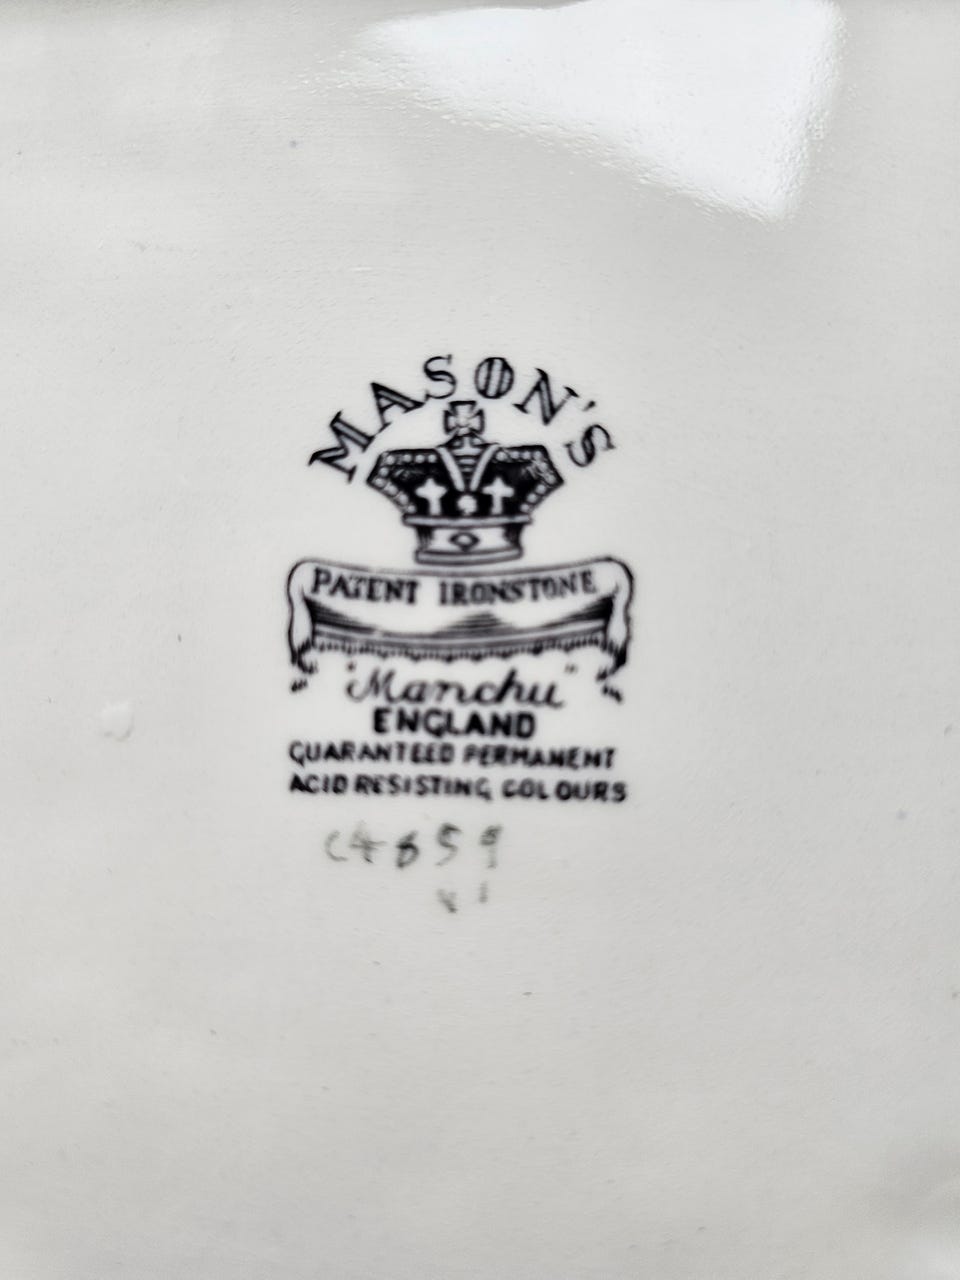 MASON'S
PATENT IRONSTONE
"Manchu"
ENGLAND
GUARANTEED PERMANENT
ACID RESISTING COLOURS
C4659